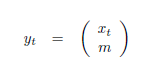 y_t = ( x_t
m )